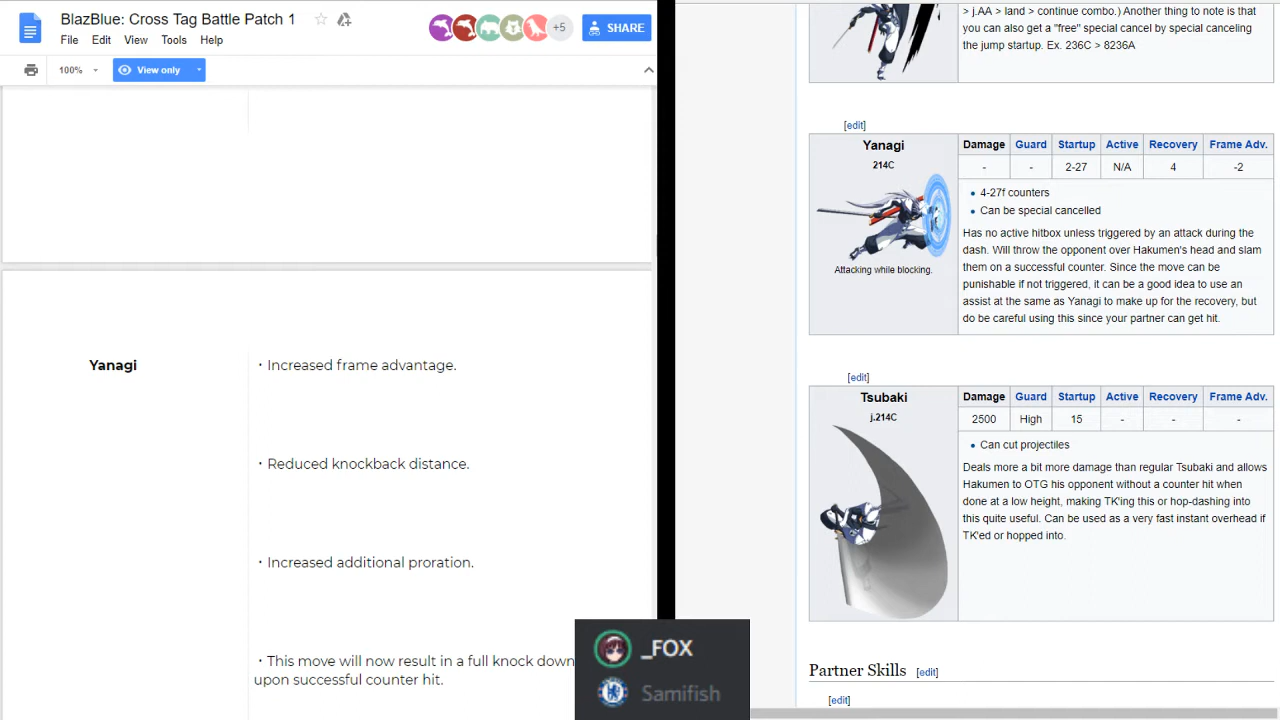 BlazBlue: Cross Tag Battle Patch 1
File Edit View Tools Help
+5
SHARE
100%
View only
Yanagi
・Increased frame advantage.
・Reduced knockback distance.
・Increased additional proration.
・This move will now result in a full knock down
upon successful counter hit.
_FOX
Samifish
> j.AA > land > continue combo.) Another thing to note is that
you can also get a "free" special cancel by special canceling
the jump startup. Ex. 236C > 8236A
[edit]
Yanagi
214C
Attacking while blocking.
Damage Guard Startup Active Recovery Frame Adv.
- - 2-27 N/A 4 -2
• 4-27f counters
• Can be special cancelled
Has no active hitbox unless triggered by an attack during the
dash. Will throw the opponent over Hakumen's head and slam
them on a successful counter. Since the move can be
punishable if not triggered, it can be a good idea to use an
assist at the same as Yanagi to make up for the recovery, but
do be careful using this since your partner can get hit.
[edit]
Tsubaki
j.214C
Damage Guard Startup Active Recovery Frame Adv.
2500 High 15 - - -
• Can cut projectiles
Deals more a bit more damage than regular Tsubaki and allows
Hakumen to OTG his opponent without a counter hit when
done at a low height, making TK'ing this or hop-dashing into
this quite useful. Can be used as a very fast instant overhead if
TK'ed or hopped into.
Partner Skills [edit]
[edit]